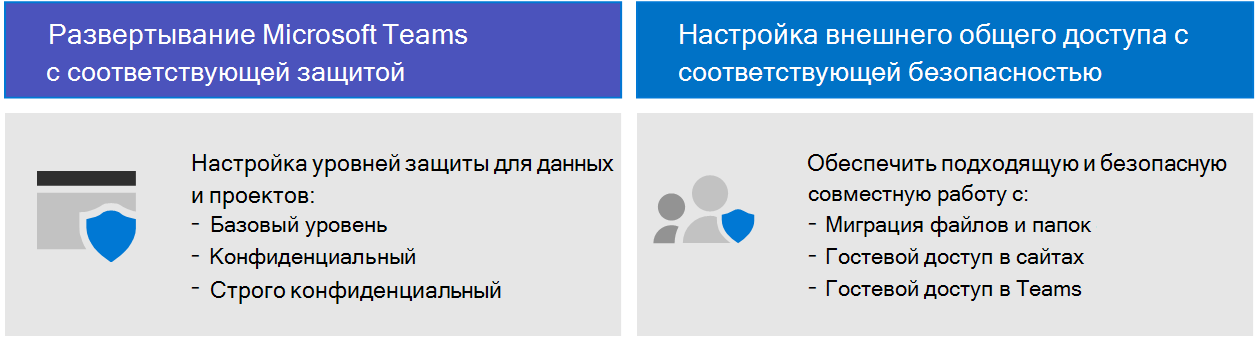 Развертывание Microsoft Teams
с соответствующей защитой
Настройка уровней защиты для данных
и проектов:
- Базовый уровень
- Конфиденциальный
- Строго конфиденциальный
Настройка внешнего общего доступа с
соответствующей безопасностью
Обеспечить подходящую и безопасную
совместную работу с:
- Миграция файлов и папок
- Гостевой доступ в сайтах
- Гостевой доступ в Teams